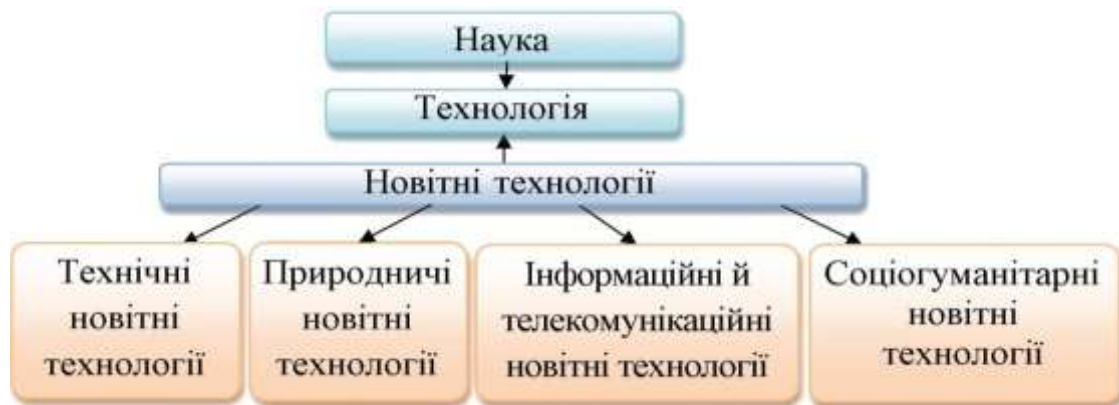 Наука
Технологія
Новітні технології
Технічні
новітні
технології
Природничі
новітні
технології
Інформаційні й
телекомунікаційні
новітні технології
Соціогуманітарні
новітні
технології